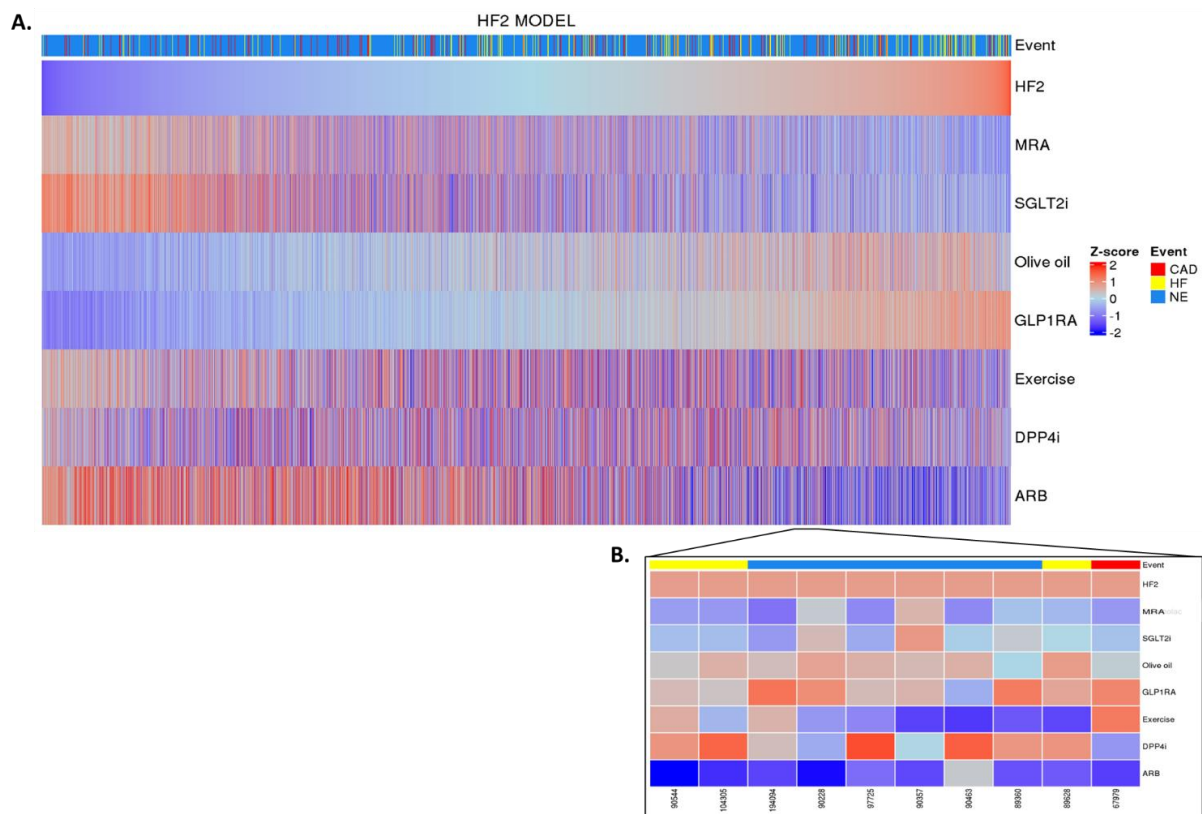 A.
HF2 MODEL
Event
HF2
MRA
SGLT2i
Olive oil
GLP1RA
Exercise
DPP4i
ARB
Z-score
2
1
0
-1
-2
Event
CAD
HF
NE
B.
Event
HF2
MRA
SGLT2i
Olive oil
GLP1RA
Exercise
DPP4i
ARB
90544
104305
194094
90228
97725
90357
90463
89360
89628
67979